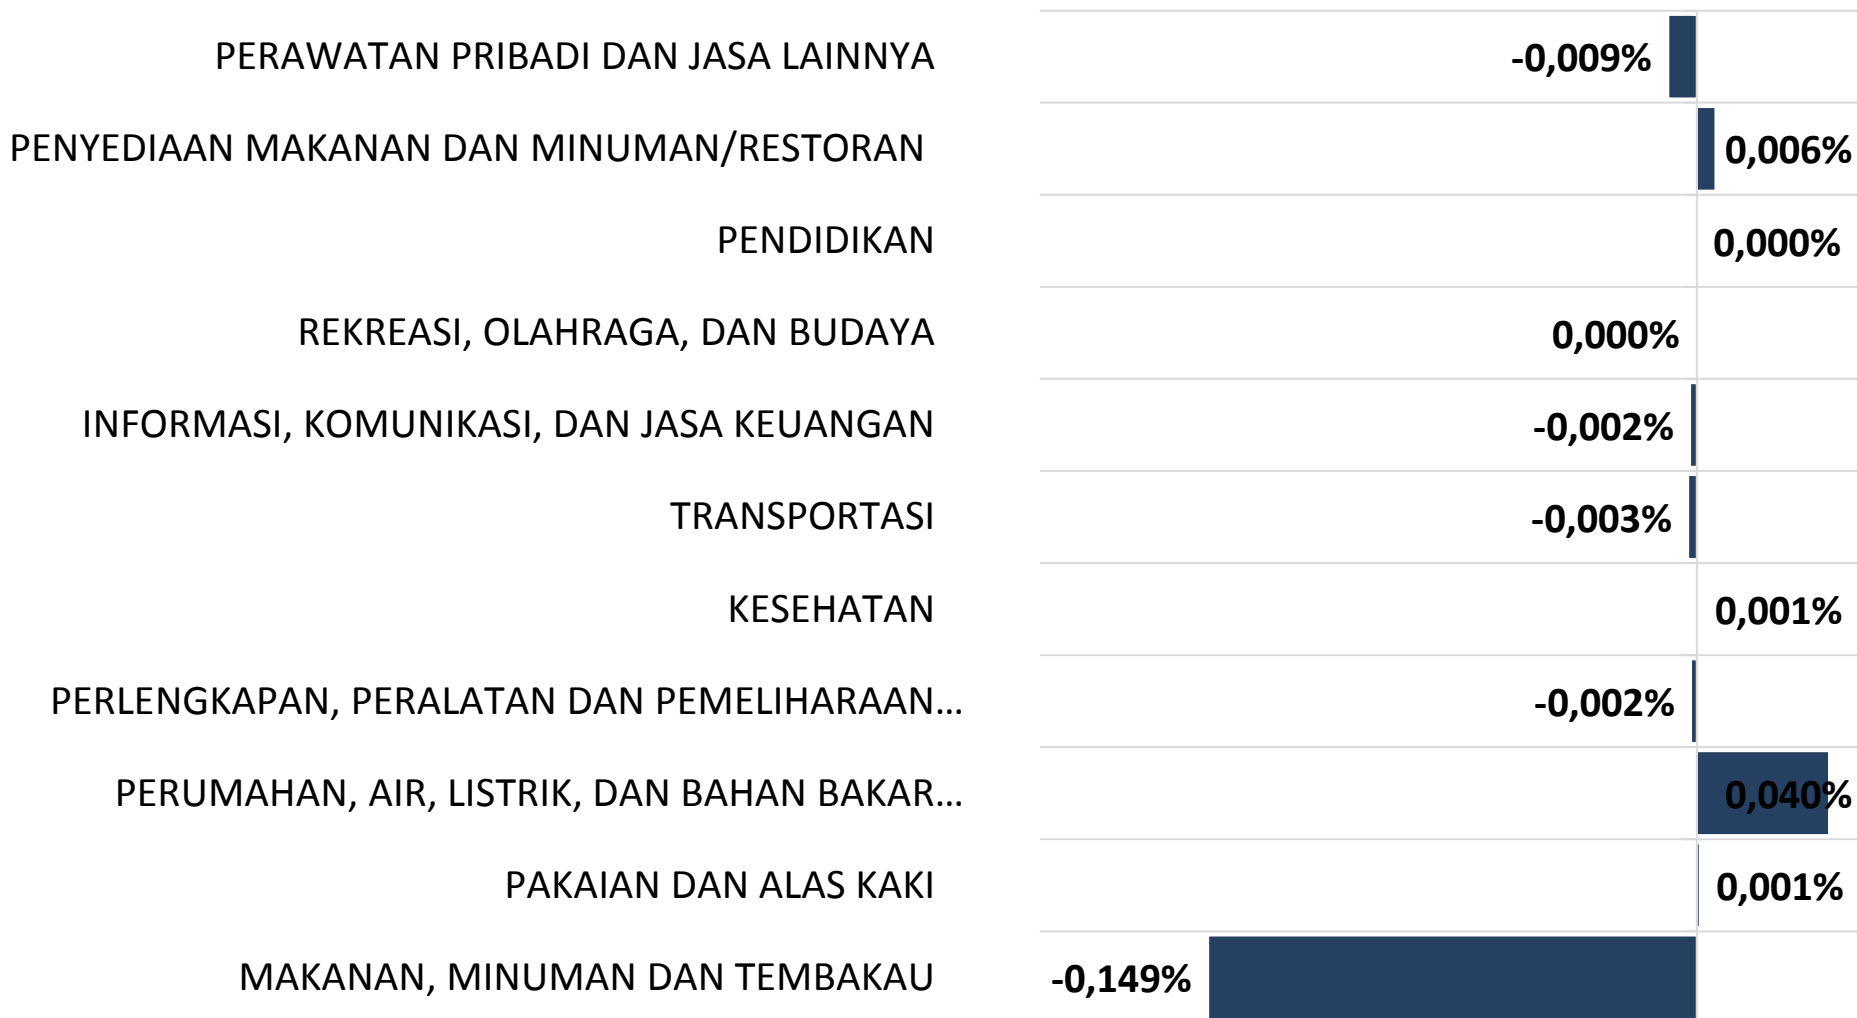 PERAWATAN PRIBADI DAN JASA LAINNYA -0,009%
PENYEDIAAN MAKANAN DAN MINUMAN/RESTORAN 0,006%
PENDIDIKAN 0,000%
REKREASI, OLAHRAGA, DAN BUDAYA 0,000%
INFORMASI, KOMUNIKASI, DAN JASA KEUANGAN -0,002%
TRANSPORTASI -0,003%
KESEHATAN 0,001%
PERLENGKAPAN, PERALATAN DAN PEMELIHARAAN... -0,002%
PERUMAHAN, AIR, LISTRIK, DAN BAHAN BAKAR... 0,040%
PAKAIAN DAN ALAS KAKI 0,001%
MAKANAN, MINUMAN DAN TEMBAKAU -0,149%